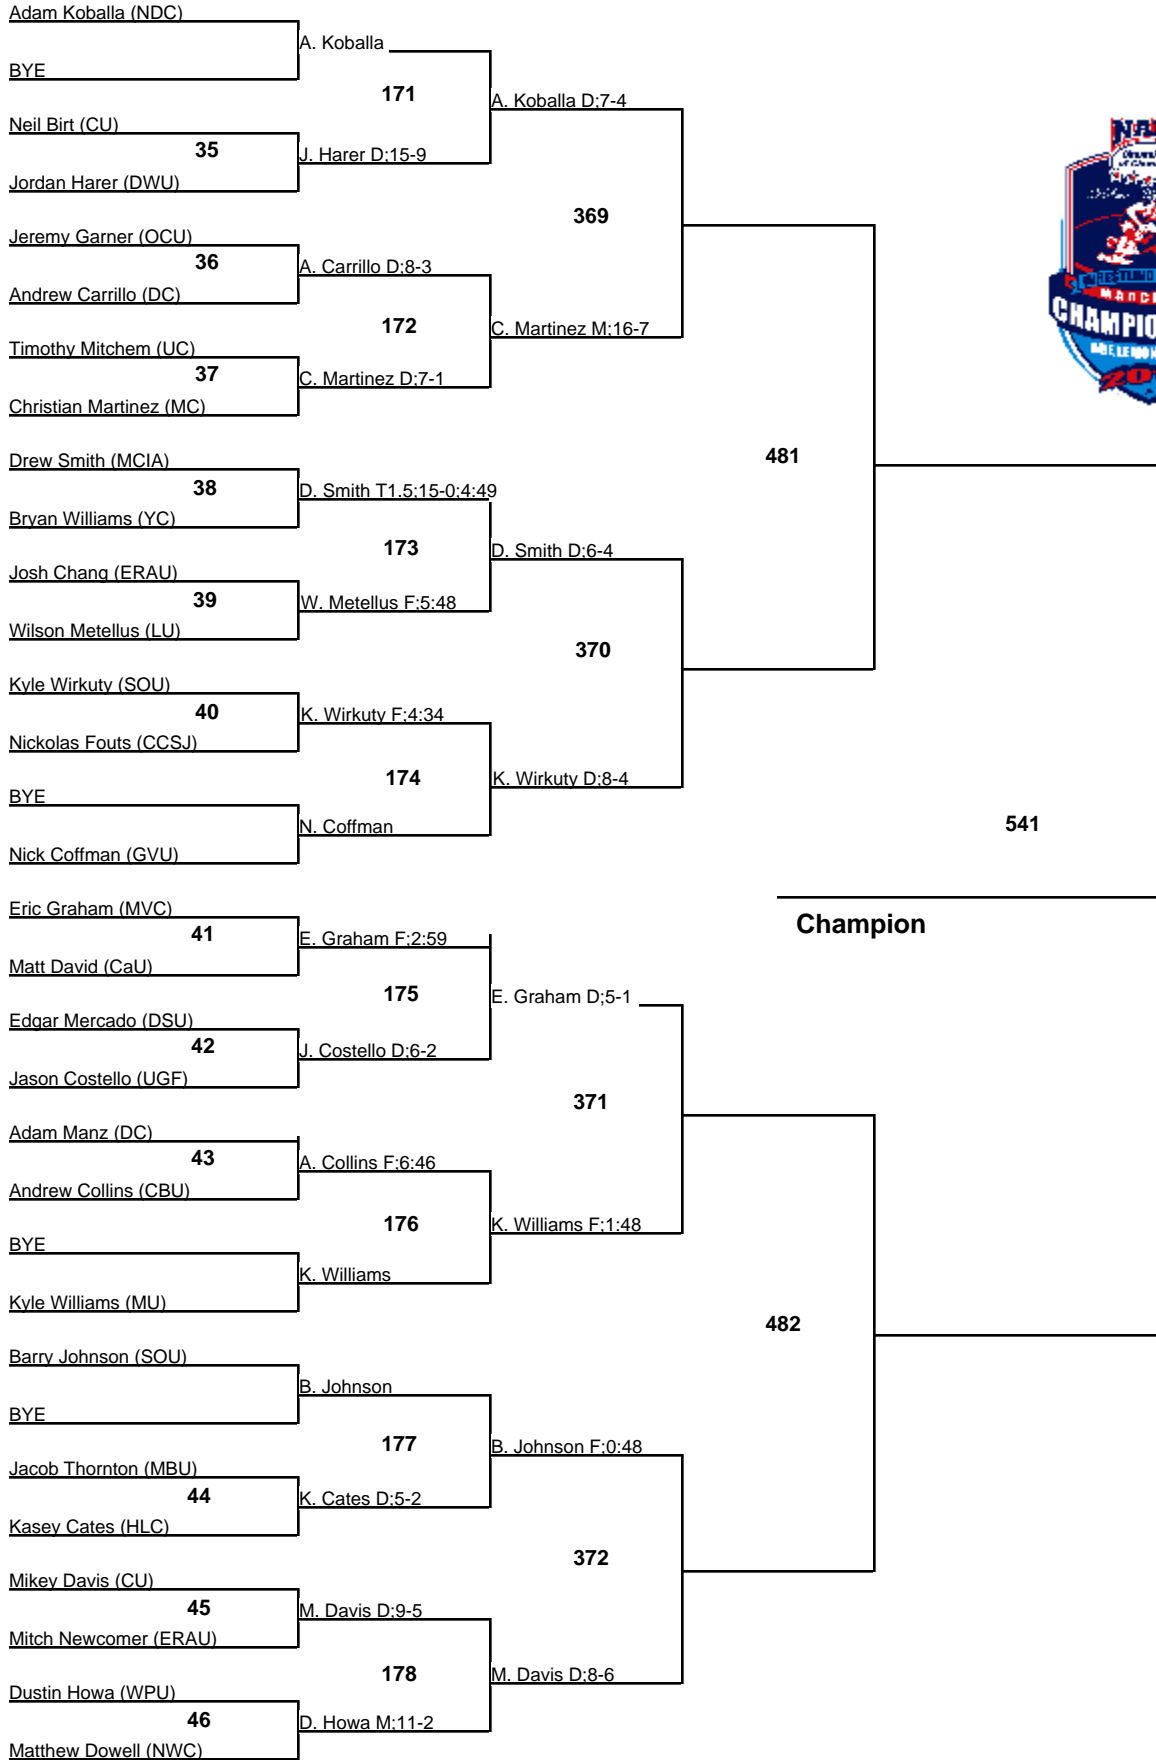 Adam Koballa (NDC)
A. Koballa
BYE
171
A. Koballa D;7-4
Neil Birt (CU)
35
J. Harer D;15-9
Jordan Harer (DWU)
369
Jeremy Garner (OCU)
36
A. Carrillo D;8-3
Andrew Carrillo (DC)
172
C. Martinez M;16-7
Timothy Mitchem (UC)
37
C. Martinez D;7-1
Christian Martinez (MC)
481
Drew Smith (MCIA)
38
D. Smith T1.5;15-0;4:49
Bryan Williams (YC)
173
D. Smith D;6-4
Josh Chang (ERAU)
39
W. Metellus F;5:48
Wilson Metellus (LU)
370
Kyle Wirkuty (SOU)
40
K. Wirkuty F;4:34
Nickolas Fouts (CCSJ)
174
K. Wirkuty D;8-4
BYE
N. Coffman
Nick Coffman (GVU)
541
Champion
Eric Graham (MVC)
41
E. Graham F;2:59
Matt David (CaU)
175
E. Graham D;5-1
Edgar Mercado (DSU)
42
J. Costello D;6-2
Jason Costello (UGF)
371
Adam Manz (DC)
43
A. Collins F;6:46
Andrew Collins (CBU)
176
K. Williams F;1:48
BYE
K. Williams
Kyle Williams (MU)
482
Barry Johnson (SOU)
B. Johnson
BYE
177
B. Johnson F;0:48
Jacob Thornton (MBU)
44
K. Cates D;5-2
Kasey Cates (HLC)
372
Mikey Davis (CU)
45
M. Davis D;9-5
Mitch Newcomer (ERAU)
178
M. Davis D;8-6
Dustin Howa (WPU)
46
D. Howa M;11-2
Matthew Dowell (NWC)